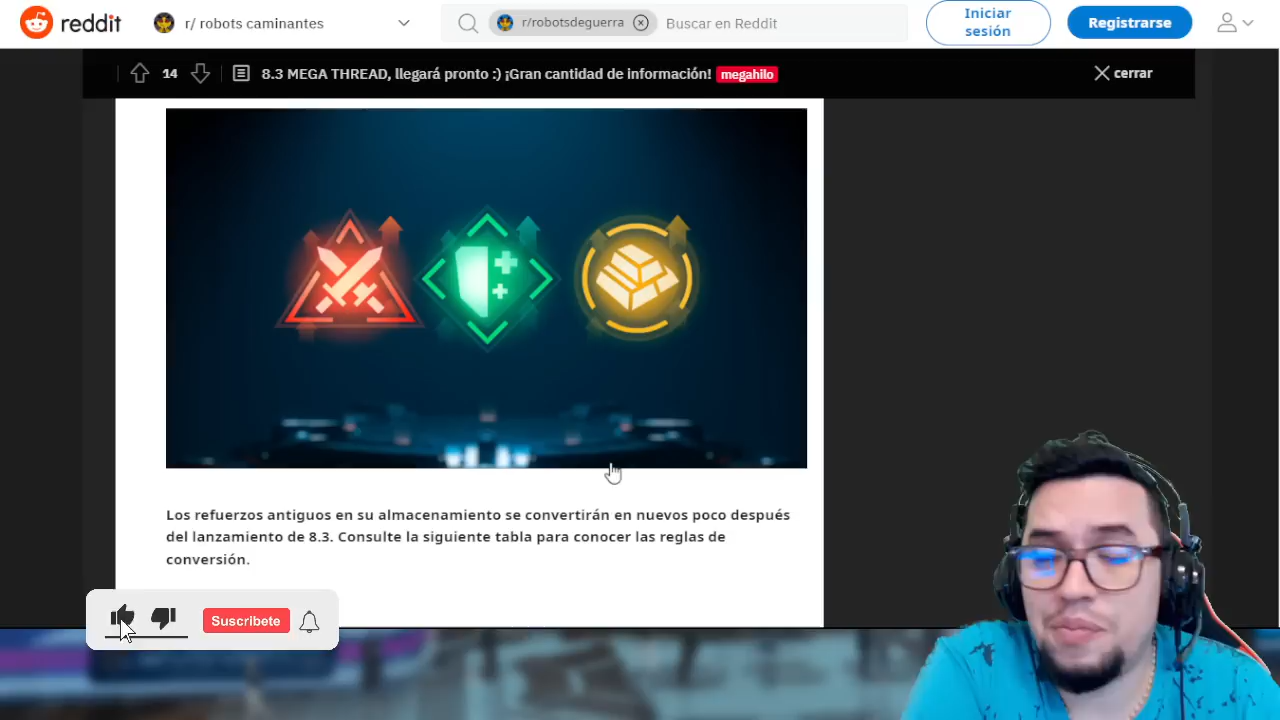 reddit
r/ robots caminantes
r/robotsdeguerra
Buscar en Reddit
Iniciar
sesión
Registrarse
14
8.3 MEGA THREAD, llegará pronto :) ¡Gran cantidad de información!
megahilo
cerrar
Los refuerzos antiguos en su almacenamiento se convertirán en nuevos poco después
del lanzamiento de 8.3. Consulte la siguiente tabla para conocer las reglas de
conversión.
Suscribete